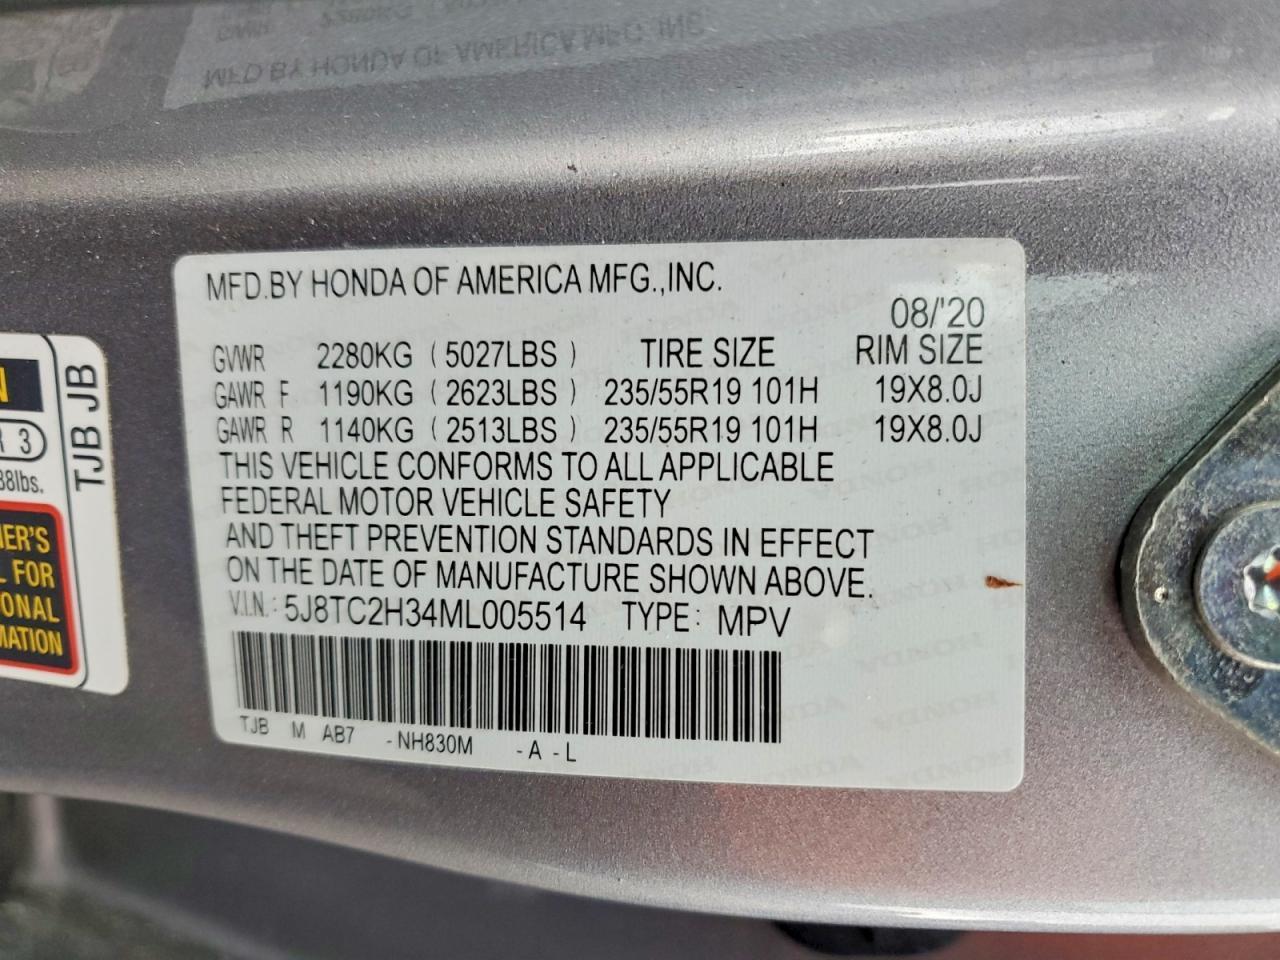 MFD.BY HONDA OF AMERICA MFG.,INC.
08/'20
GVWR 2280KG ( 5027LBS ) TIRE SIZE RIM SIZE
GAWR F 1190KG ( 2623LBS ) 235/55R19 101H 19X8.0J
GAWR R 1140KG ( 2513LBS ) 235/55R19 101H 19X8.0J
THIS VEHICLE CONFORMS TO ALL APPLICABLE
FEDERAL MOTOR VEHICLE SAFETY
AND THEFT PREVENTION STANDARDS IN EFFECT
ON THE DATE OF MANUFACTURE SHOWN ABOVE.
V.I.N.: 5J8TC2H34ML005514 TYPE: MPV
TJB M AB7 -NH830M -A -L
TJB JB
3
lbs.
FOR